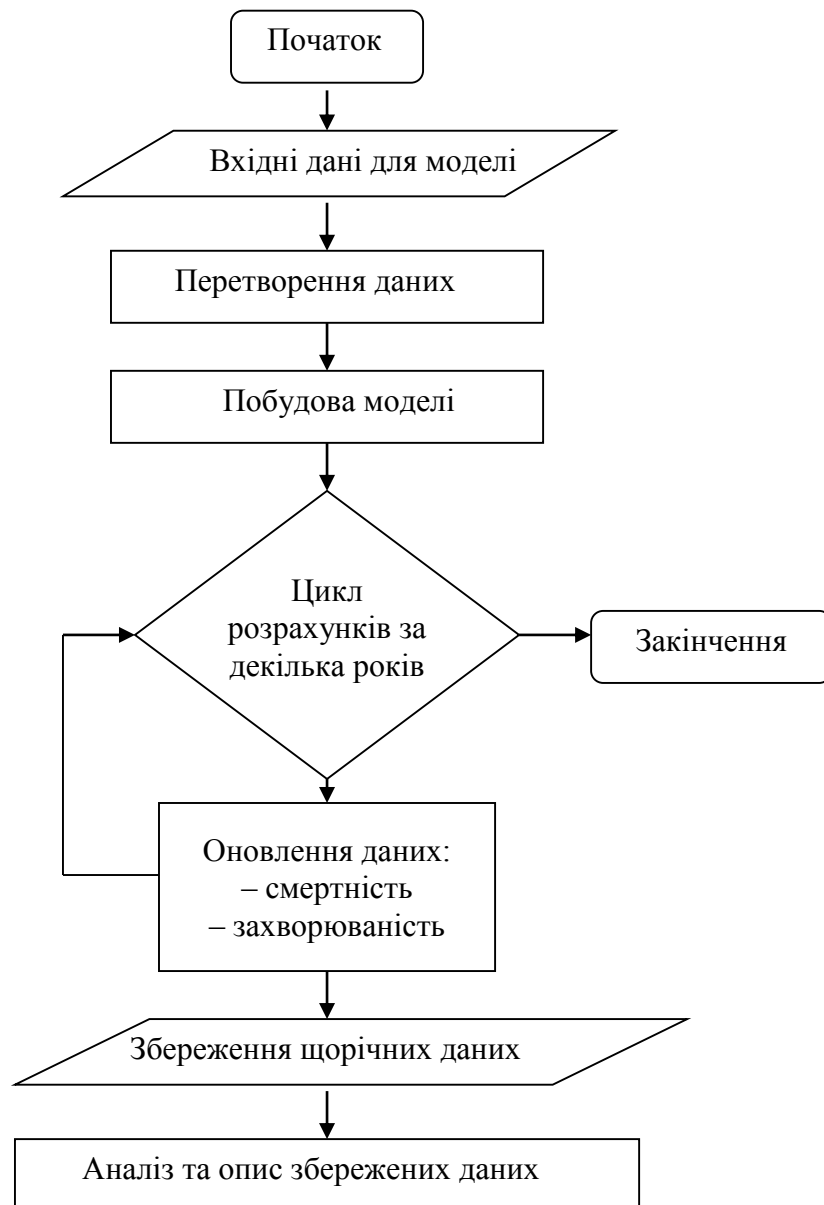 Початок
Вхідні дані для моделі
Перетворення даних
Побудова моделі
Цикл
розрахунків за
декілька років
Закінчення
Оновлення даних:
– смертність
– захворюваність
Збереження щорічних даних
Аналіз та опис збережених даних